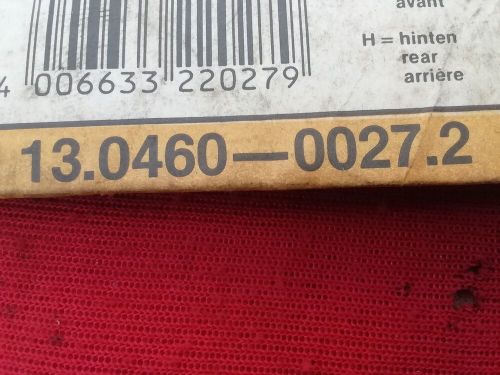 avant
H = hinten
rear
arrière
4 006633 220279
13.0460—0027.2